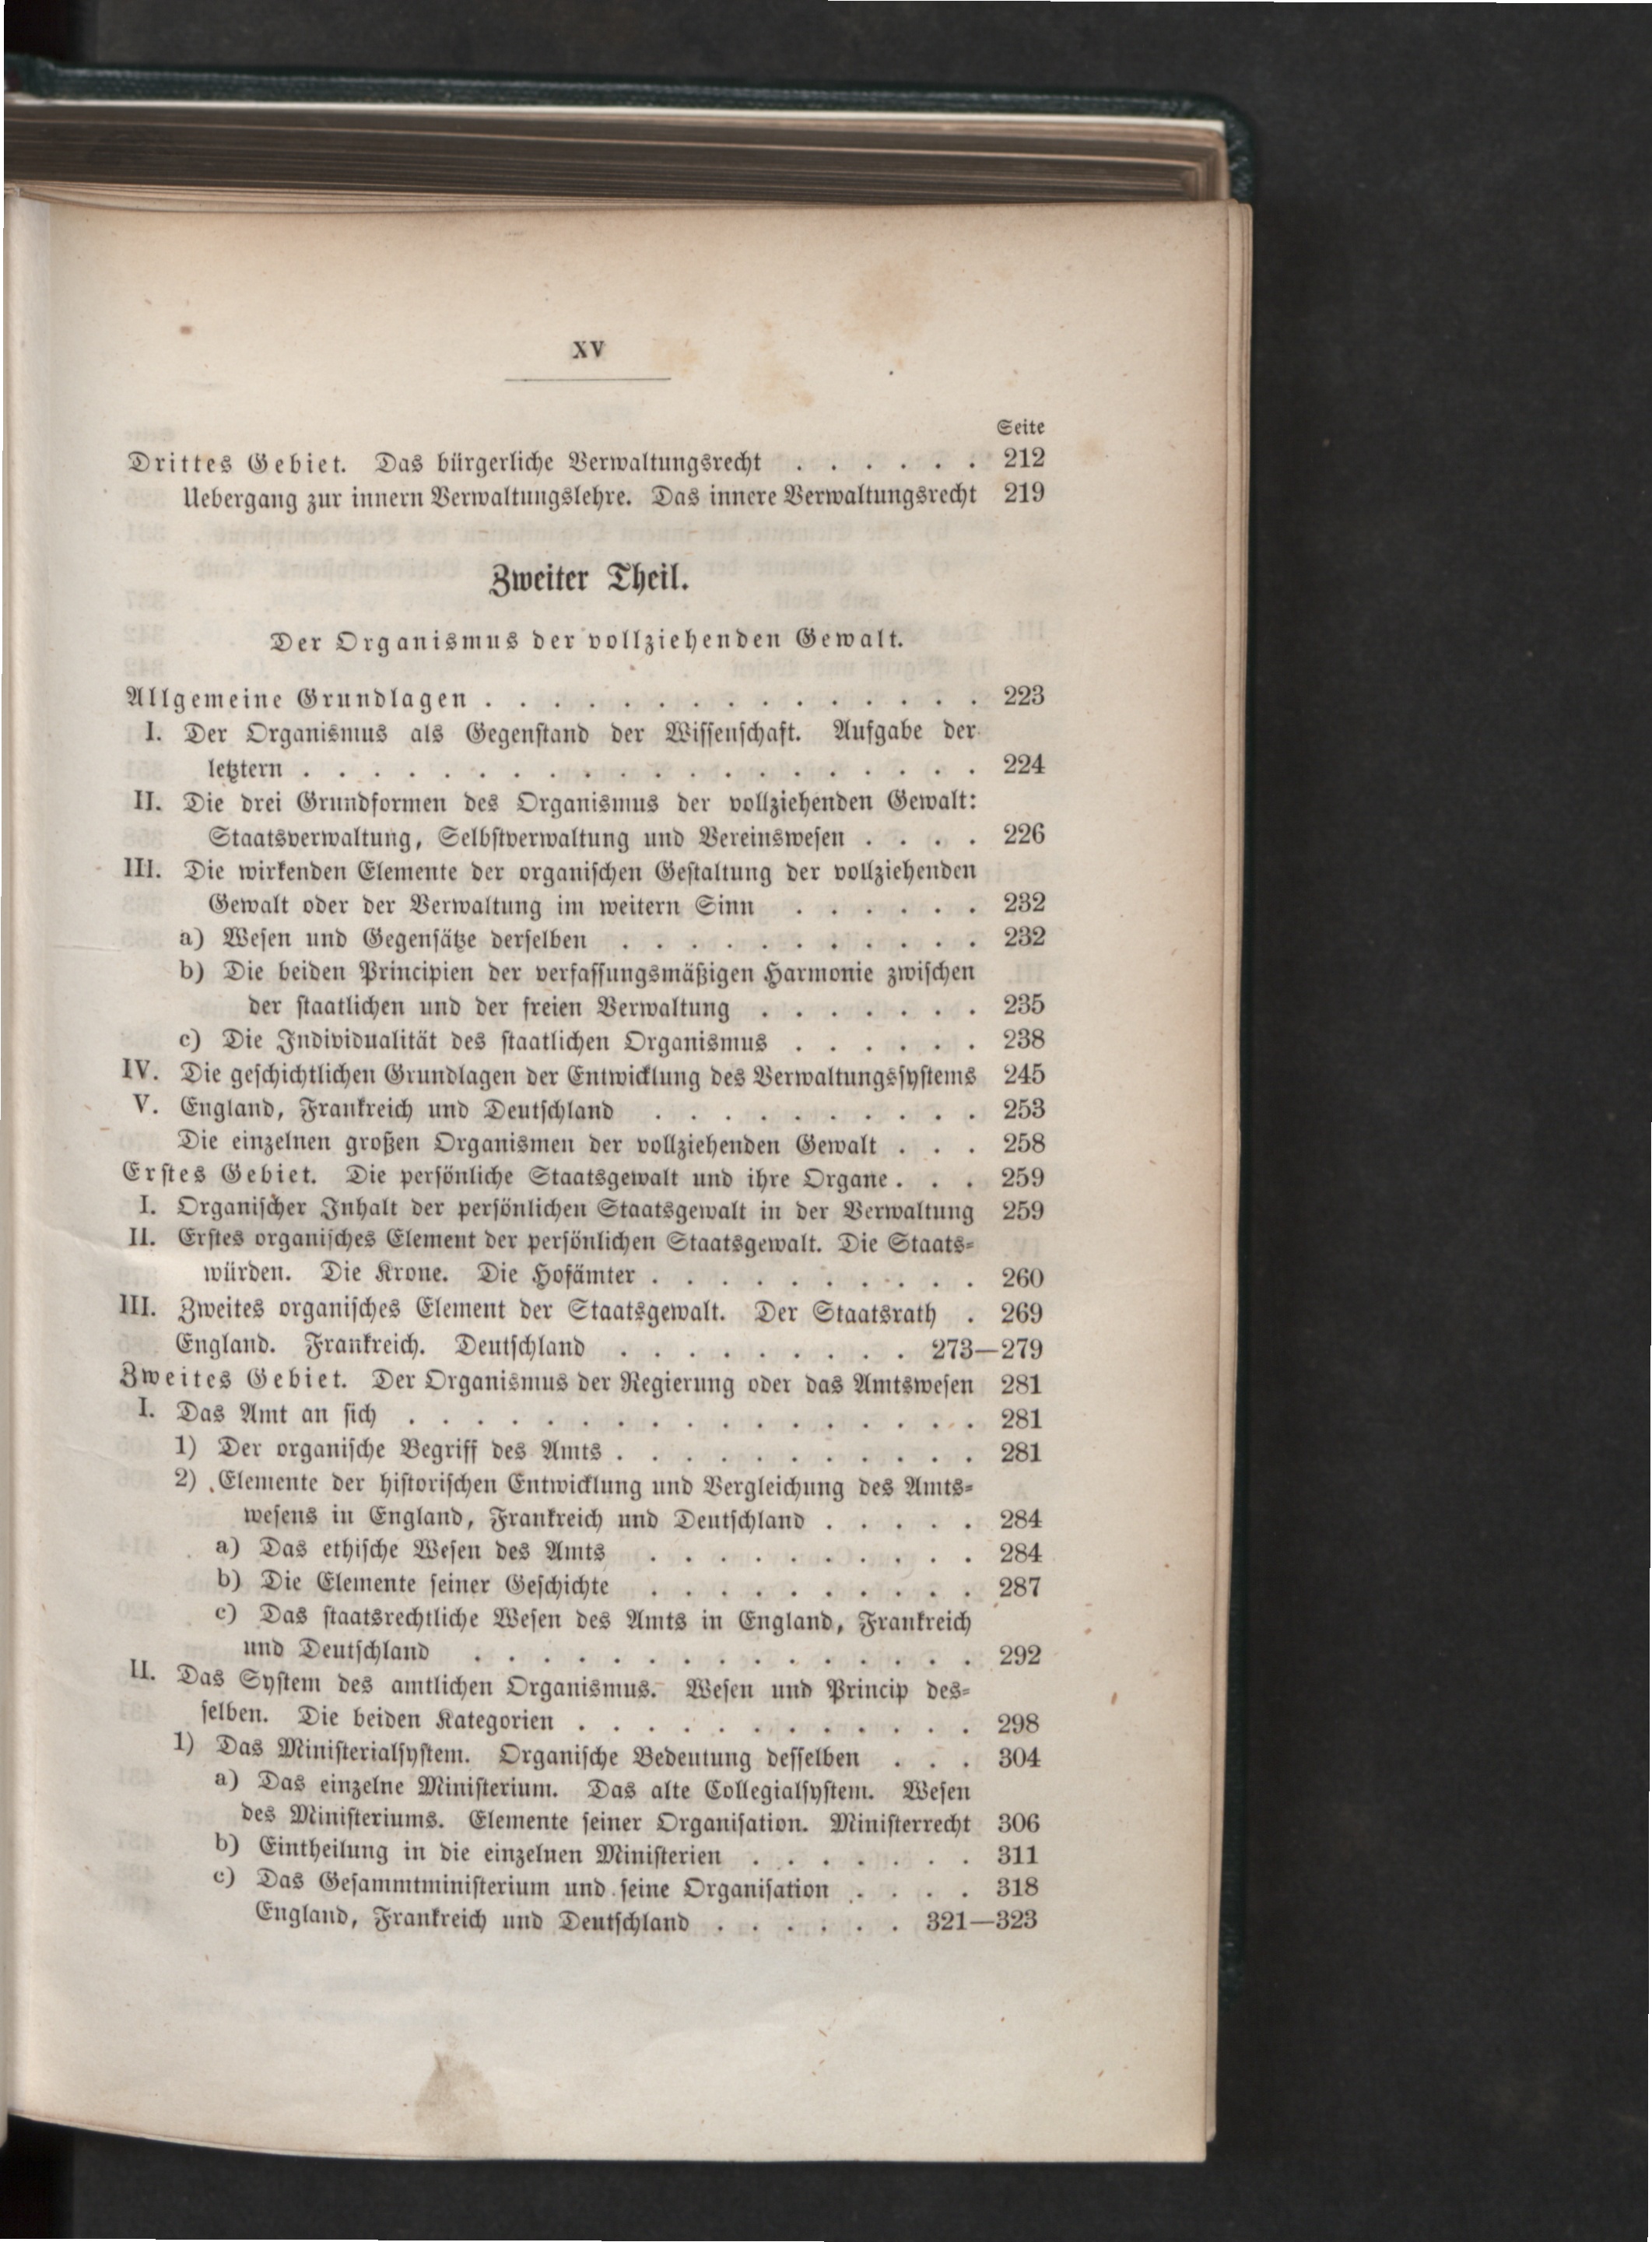 XV
Seite
Drittes Gebiet. Das bürgerliche Verwaltungsrecht . . . . . . 212
Uebergang zur innern Verwaltungslehre. Das innere Verwaltungsrecht 219
Zweiter Theil.
Der Organismus der vollziehenden Gewalt.
Allgemeine Grundlagen . . . . . . . . . . . . . . . 223
I. Der Organismus als Gegenstand der Wissenschaft. Aufgabe der
letztern . . . . . . . . . . . . . . . . . . . . 224
II. Die drei Grundformen des Organismus der vollziehenden Gewalt:
Staatsverwaltung, Selbstverwaltung und Vereinswesen . . . . 226
III. Die wirkenden Elemente der organischen Gestaltung der vollziehenden
Gewalt oder der Verwaltung im weitern Sinn . . . . . . 232
a) Wesen und Gegensätze derselben . . . . . . . . . . . 232
b) Die beiden Principien der verfassungsmäßigen Harmonie zwischen
der staatlichen und der freien Verwaltung . . . . . . . 235
c) Die Individualität des staatlichen Organismus . . . . . . 238
IV. Die geschichtlichen Grundlagen der Entwicklung des Verwaltungssystems 245
V. England, Frankreich und Deutschland . . . . . . . . . . 253
Die einzelnen großen Organismen der vollziehenden Gewalt . . . 258
Erstes Gebiet. Die persönliche Staatsgewalt und ihre Organe . . . 259
I. Organischer Inhalt der persönlichen Staatsgewalt in der Verwaltung 259
II. Erstes organisches Element der persönlichen Staatsgewalt. Die Staats-
würden. Die Krone. Die Hofämter . . . . . . . . . . 260
III. Zweites organisches Element der Staatsgewalt. Der Staatsrath . 269
England. Frankreich. Deutschland . . . . . . . . . 273—279
Zweites Gebiet. Der Organismus der Regierung oder das Amtswesen 281
I. Das Amt an sich . . . . . . . . . . . . . . . . . 281
1) Der organische Begriff des Amts . . . . . . . . . . . 281
2) Elemente der historischen Entwicklung und Vergleichung des Amts-
wesens in England, Frankreich und Deutschland . . . . . 284
a) Das ethische Wesen des Amts . . . . . . . . . . 284
b) Die Elemente seiner Geschichte . . . . . . . . . . 287
c) Das staatsrechtliche Wesen des Amts in England, Frankreich
und Deutschland . . . . . . . . . . . . . . . 292
II. Das System des amtlichen Organismus. Wesen und Princip des-
selben. Die beiden Kategorien . . . . . . . . . . . . 298
1) Das Ministerialsystem. Organische Bedeutung desselben . . . 304
a) Das einzelne Ministerium. Das alte Collegialsystem. Wesen
des Ministeriums. Elemente seiner Organisation. Ministerrecht 306
b) Eintheilung in die einzelnen Ministerien . . . . . . . 311
c) Das Gesammtministerium und seine Organisation . . . . 318
England, Frankreich und Deutschland . . . . . . 321—323